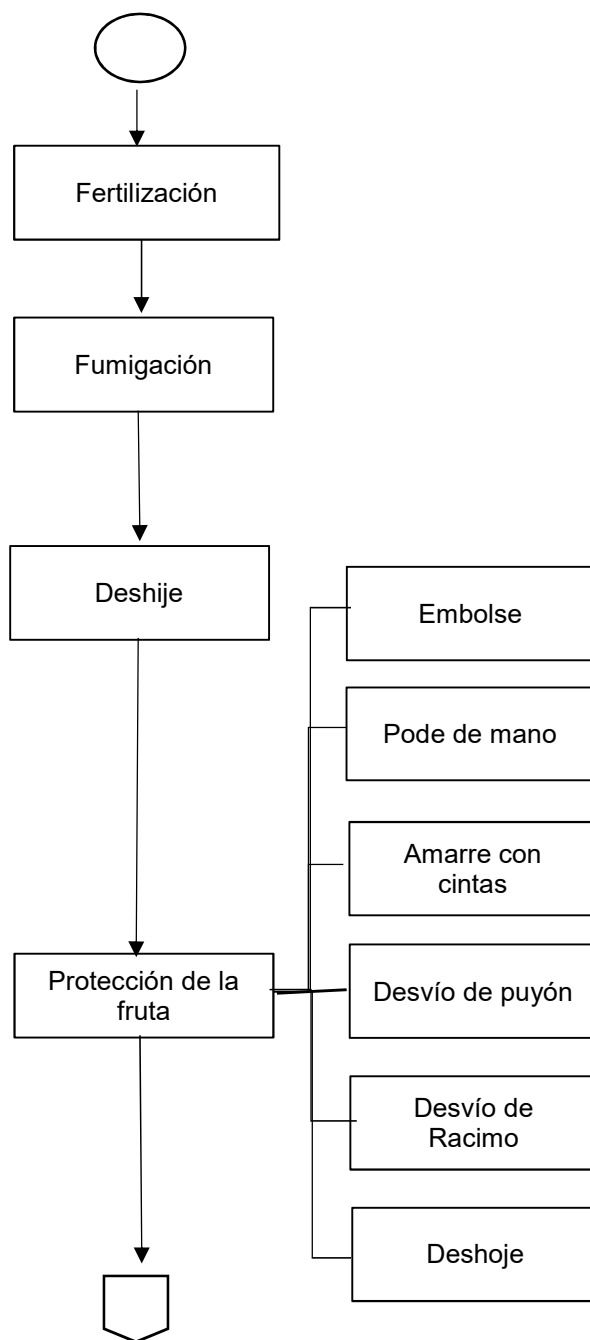 Fertilización
Fumigación
Deshije
Protección de la
fruta
Embolse
Pode de mano
Amarre con
cintas
Desvío de puyón
Desvío de
Racimo
Deshoje